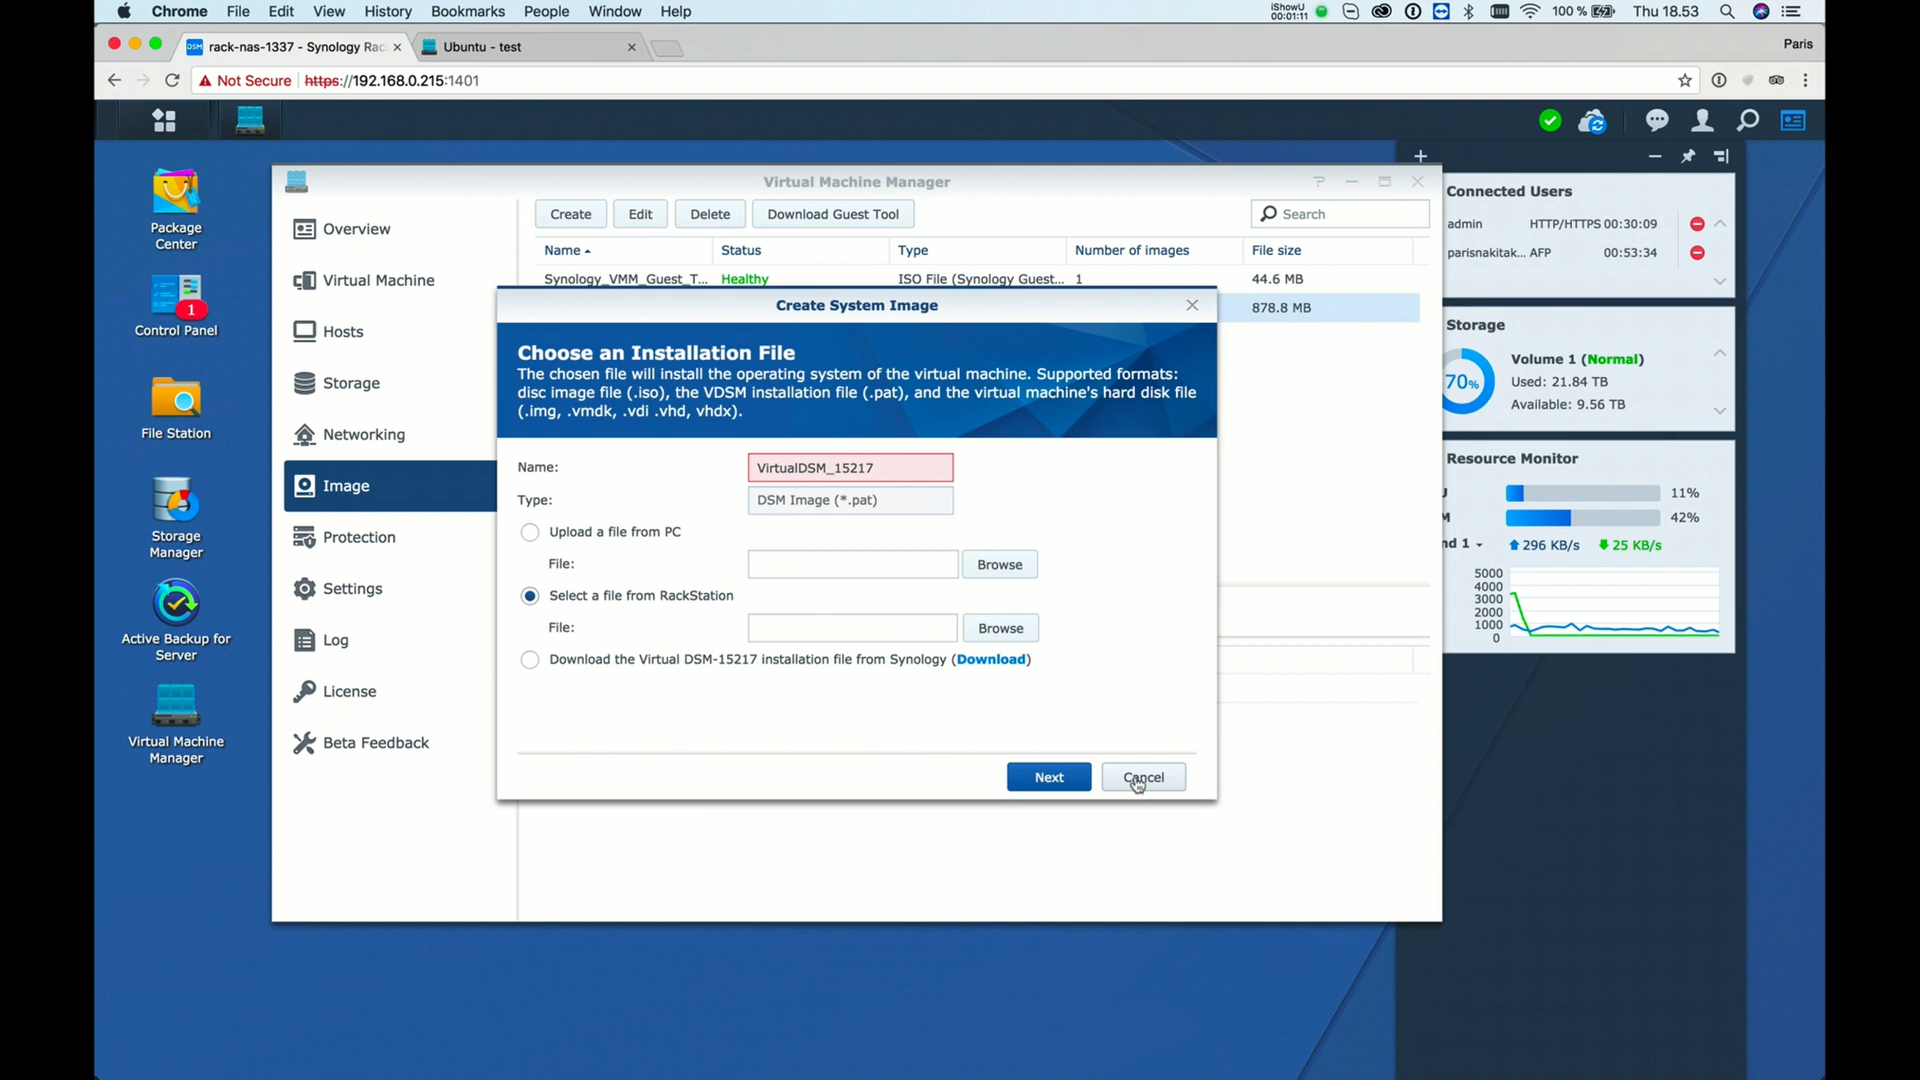 Chrome File Edit View History Bookmarks People Window Help
iShowU
00:01:11
100 %
Thu 18.53
rack-nas-1337 - Synology Rac
Ubuntu - test
Paris
Not Secure https://192.168.0.215:1401
Package
Center
1
Control Panel
File Station
Storage
Manager
Active Backup for
Server
Virtual Machine
Manager
Virtual Machine Manager
Overview
Virtual Machine
Hosts
Storage
Networking
Image
Protection
Settings
Log
License
Beta Feedback
Create Edit Delete Download Guest Tool Search
Name Status Type Number of images File size
Synology_VMM_Guest_T... Healthy ISO File (Synology Guest... 1 44.6 MB
878.8 MB
Create System Image
Choose an Installation File
The chosen file will install the operating system of the virtual machine. Supported formats:
disc image file (.iso), the VDSM installation file (.pat), and the virtual machine's hard disk file
(.img, .vmdk, .vdi .vhd, vhdx).
Name: VirtualDSM_15217
Type: DSM Image (*.pat)
Upload a file from PC
File: Browse
Select a file from RackStation
File: Browse
Download the Virtual DSM-15217 installation file from Synology (Download)
Next Cancel
Connected Users
admin HTTP/HTTPS 00:30:09
parisnakitak... AFP 00:53:34
Storage
70%
Volume 1 (Normal)
Used: 21.84 TB
Available: 9.56 TB
Resource Monitor
11%
42%
nd 1 296 KB/s 25 KB/s
5000
4000
3000
2000
1000
0